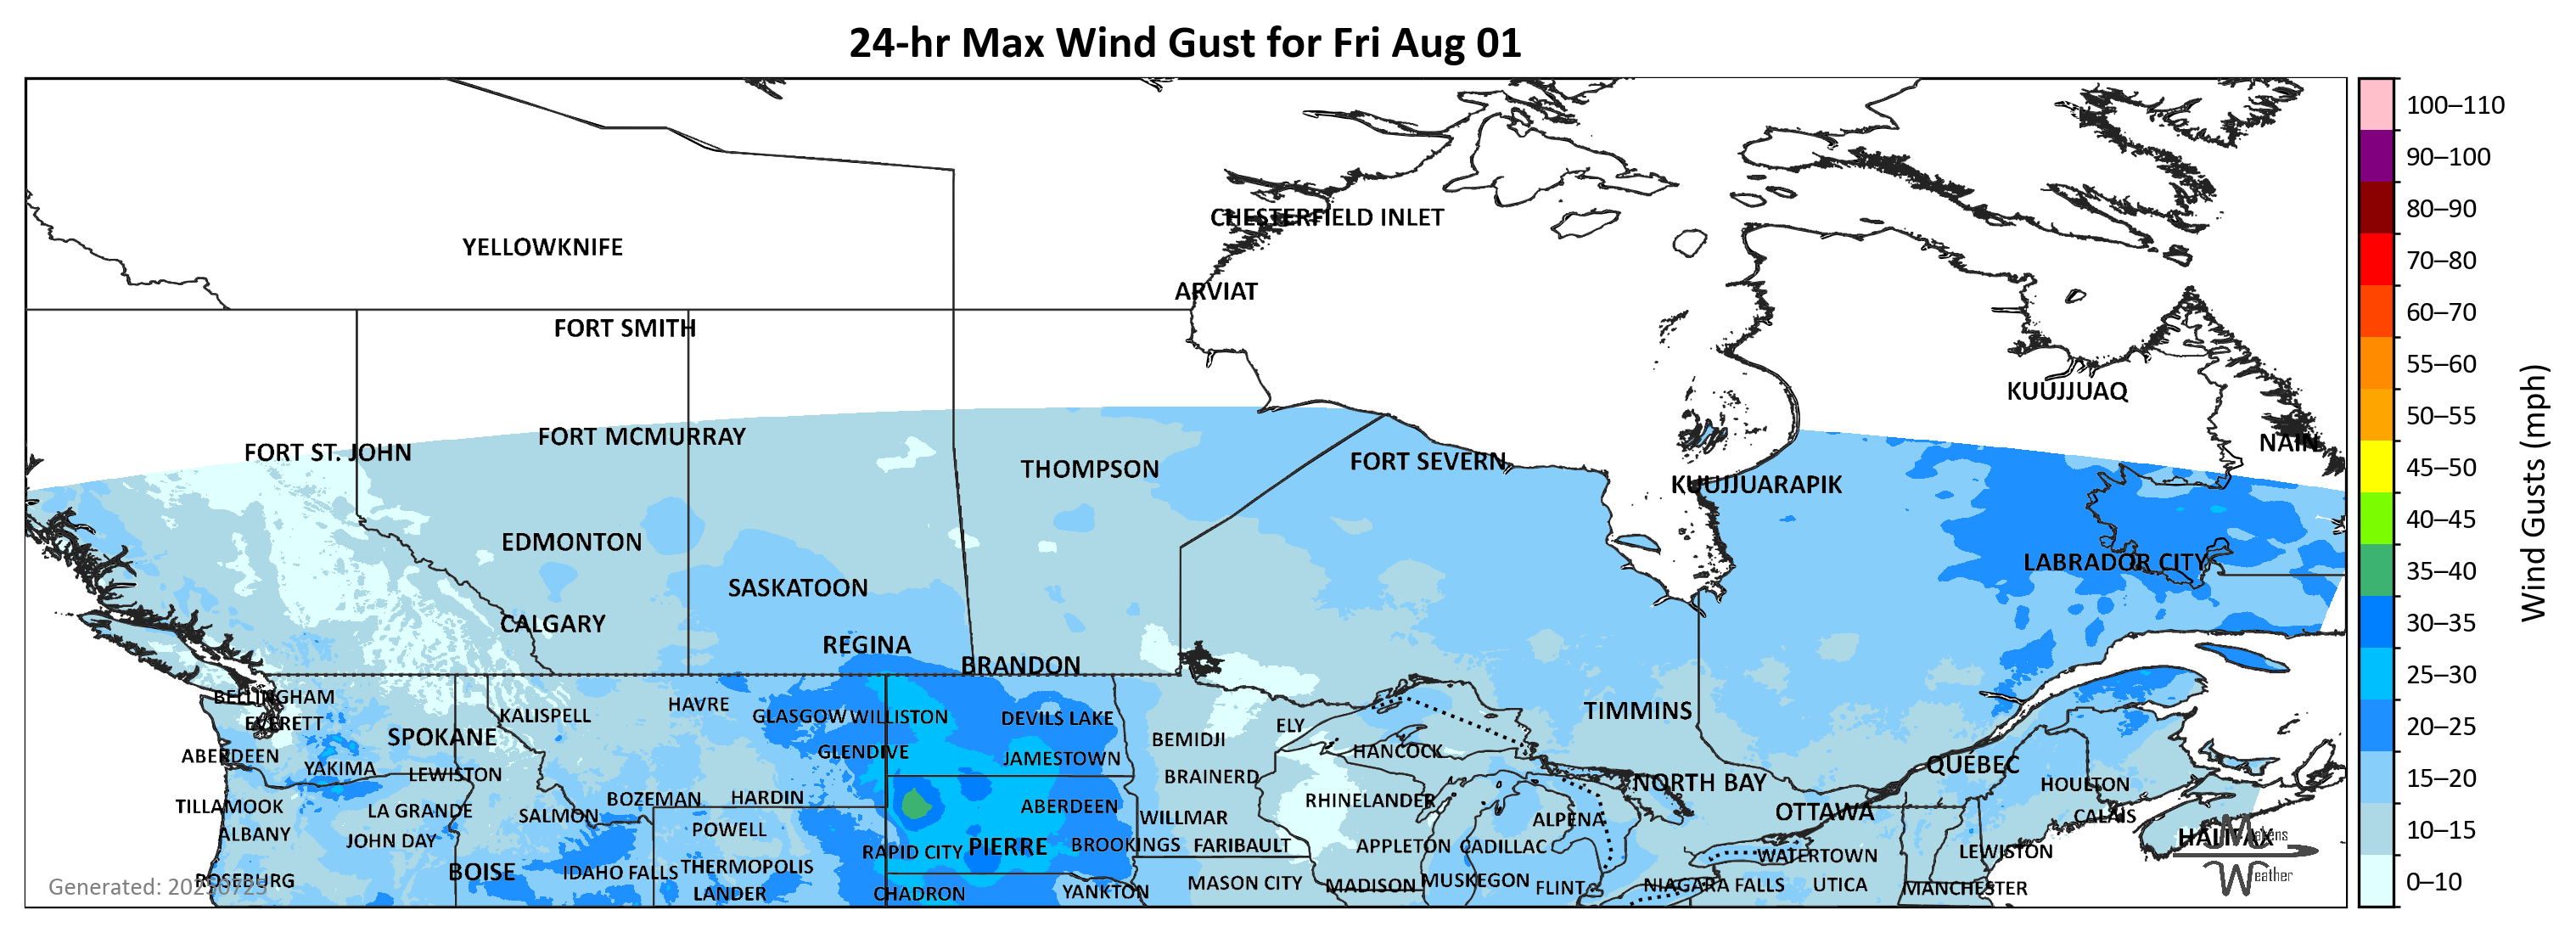 24-hr Max Wind Gust for Fri Aug 01
100–110
90–100
CHESTERFIELD INLET
80–90
YELLOWKNIFE
70–80
ARVIAT
60–70
FORT SMITH
55–60
KUUJJUAQ
50–55
FORT MCMURRAY
NAIN
FORT ST. JOHN
THOMPSON
FORT SEVERN
45–50
KUUJJUARAPIK
40–45
Wind Gusts (mph)
EDMONTON
LABRADOR CITY
35–40
SASKATOON
CALGARY
30–35
REGINA
BRANDON
25–30
BELLINGHAM
HAVRE
TIMMINS
KALISPELL
GLASGOW
WILLISTON
DEVILS LAKE
EVERETT
ELY
20–25
SPOKANE
BEMIDJI
ABERDEEN
GLENDIVE
JAMESTOWN
HANCOCK
QUÉBEC
YAKIMA
LEWISTON
BRAINERD
NORTH BAY
HOULTON
15–20
BOZEMAN
HARDIN
RHINELANDER
TILLAMOOK
LA GRANDE
SALMON
ABERDEEN
WILLMAR
ALPENA
OTTAWA
CALAIS
ALBANY
JOHN DAY
POWELL
HALIFAX
10–15
RAPID CITY
PIERRE
BROOKINGS
FARIBAULT
APPLETON
CADILLAC
WATERTOWN
LEWISTON
BOISE
IDAHO FALLS
THERMOPOLIS
Weather
ROSEBURG
MASON CITY
MADISON
MUSKEGON
FLINT
NIAGARA FALLS
UTICA
MANCHESTER
0–10
LANDER
CHADRON
YANKTON
Generated: